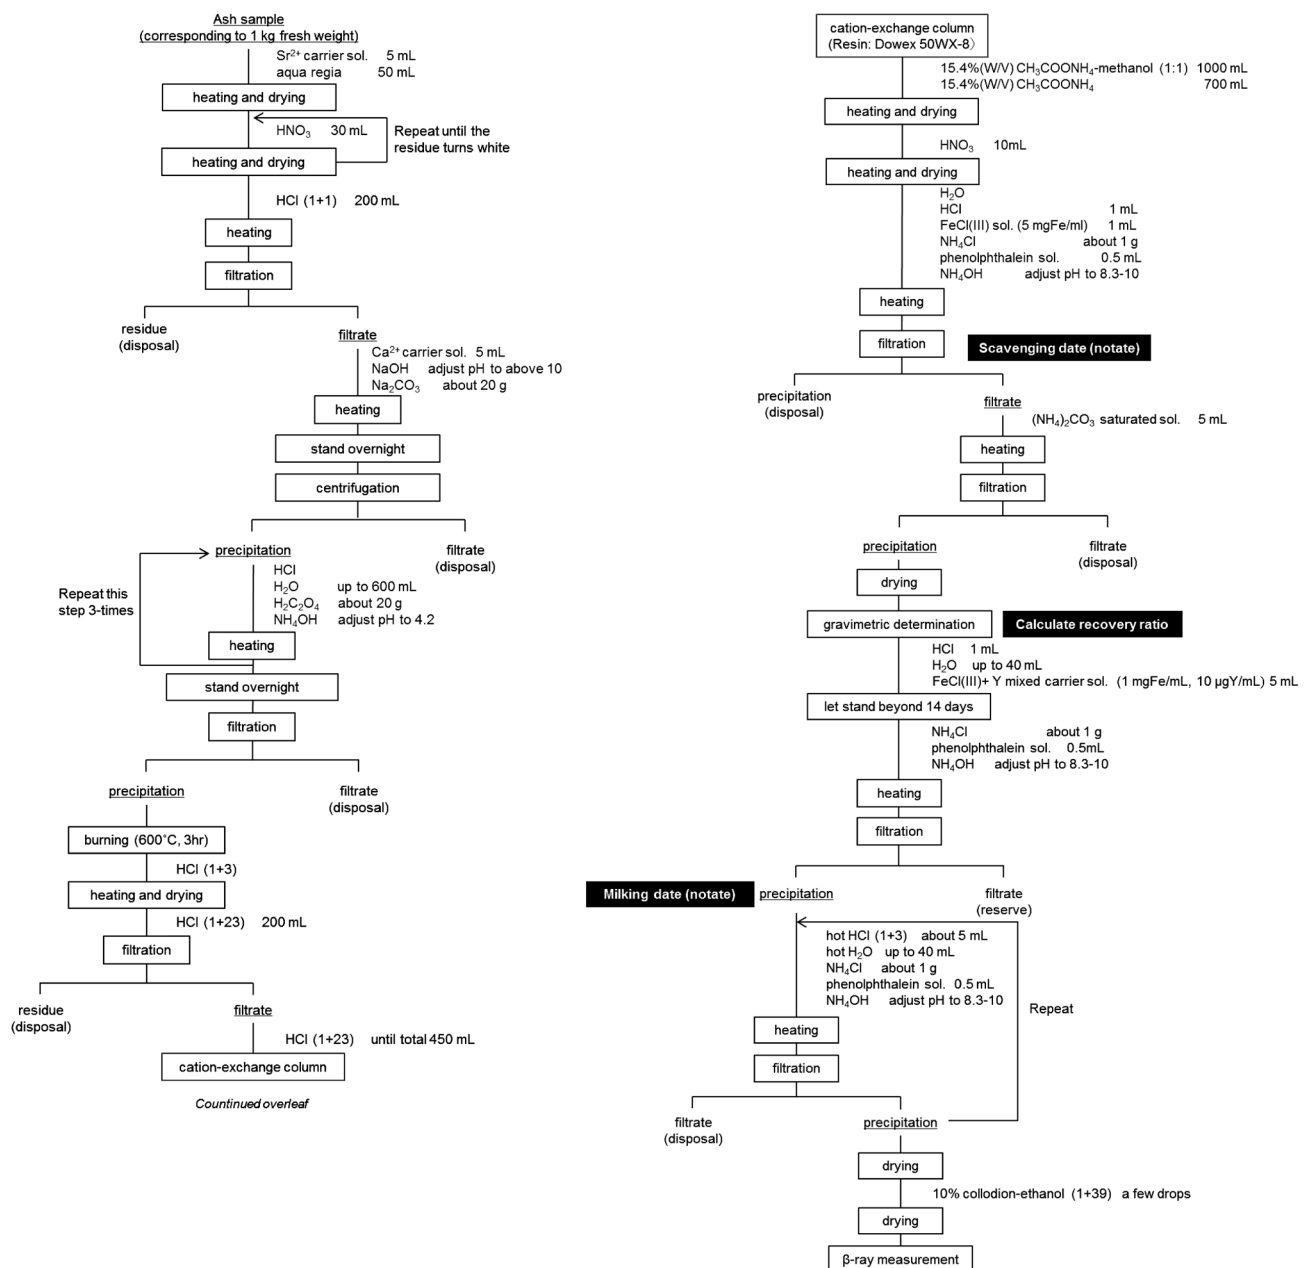 Ash sample
(corresponding to 1 kg fresh weight)
Sr²⁺ carrier sol. 5 mL
aqua regia 50 mL
heating and drying
HNO₃ 30 mL
Repeat until the
residue turns white
heating and drying
HCl (1+1) 200 mL
heating
filtration
residue
(disposal)
filtrate
Ca²⁺ carrier sol. 5 mL
NaOH adjust pH to above 10
Na₂CO₃ about 20 g
heating
stand overnight
centrifugation
precipitation
filtrate
(disposal)
Repeat this
step 3-times
HCl
H₂O up to 600 mL
H₂C₂O₄ about 20 g
NH₄OH adjust pH to 4.2
heating
stand overnight
filtration
precipitation
filtrate
(disposal)
burning (600°C, 3hr)
HCl (1+3)
heating and drying
HCl (1+23) 200 mL
filtration
residue
(disposal)
filtrate
HCl (1+23) until total 450 mL
cation-exchange column
Countinued overleaf
cation-exchange column
(Resin: Dowex 50WX-8）
15.4%(W/V) CH₃COONH₄-methanol (1:1) 1000 mL
15.4%(W/V) CH₃COONH₄ 700 mL
heating and drying
HNO₃ 10mL
heating and drying
H₂O
HCl 1 mL
FeCl(III) sol. (5 mgFe/ml) 1 mL
NH₄Cl about 1 g
phenolphthalein sol. 0.5 mL
NH₄OH adjust pH to 8.3-10
heating
filtration
Scavenging date (notate)
precipitation
(disposal)
filtrate
(NH₄)₂CO₃ saturated sol. 5 mL
heating
filtration
precipitation
filtrate
(disposal)
drying
gravimetric determination
Calculate recovery ratio
HCl 1 mL
H₂O up to 40 mL
FeCl(III)+ Y mixed carrier sol. (1 mgFe/mL, 10 μgY/mL) 5 mL
let stand beyond 14 days
NH₄Cl about 1 g
phenolphthalein sol. 0.5mL
NH₄OH adjust pH to 8.3-10
heating
filtration
Milking date (notate)
precipitation
filtrate
(reserve)
hot HCl (1+3) about 5 mL
hot H₂O up to 40 mL
NH₄Cl about 1 g
phenolphthalein sol. 0.5 mL
NH₄OH adjust pH to 8.3-10
Repeat
heating
filtration
filtrate
(disposal)
precipitation
drying
10% collodion-ethanol (1+39) a few drops
drying
β-ray measurement